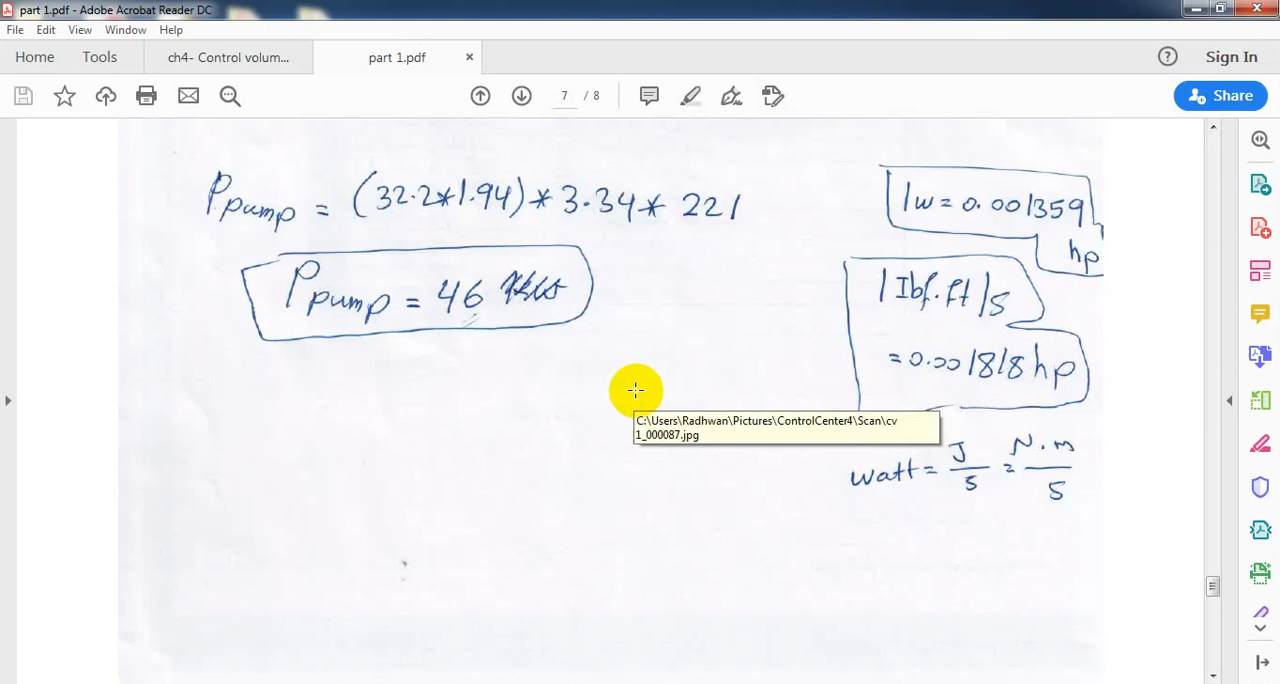 part 1.pdf - Adobe Acrobat Reader DC
File Edit View Window Help
Home Tools ch4- Control volum... part 1.pdf × Sign In
7 / 8 Share
Ppump = (32.2*1.94)*3.34* 221
Ppump = 46
1w = 0.001359
hp
1 Ibf.ft/s
= 0.001818 hp
watt = J/s = N.m/s
C:\Users\Radhwan\Pictures\ControlCenter4\Scan\cv
1_000087.jpg